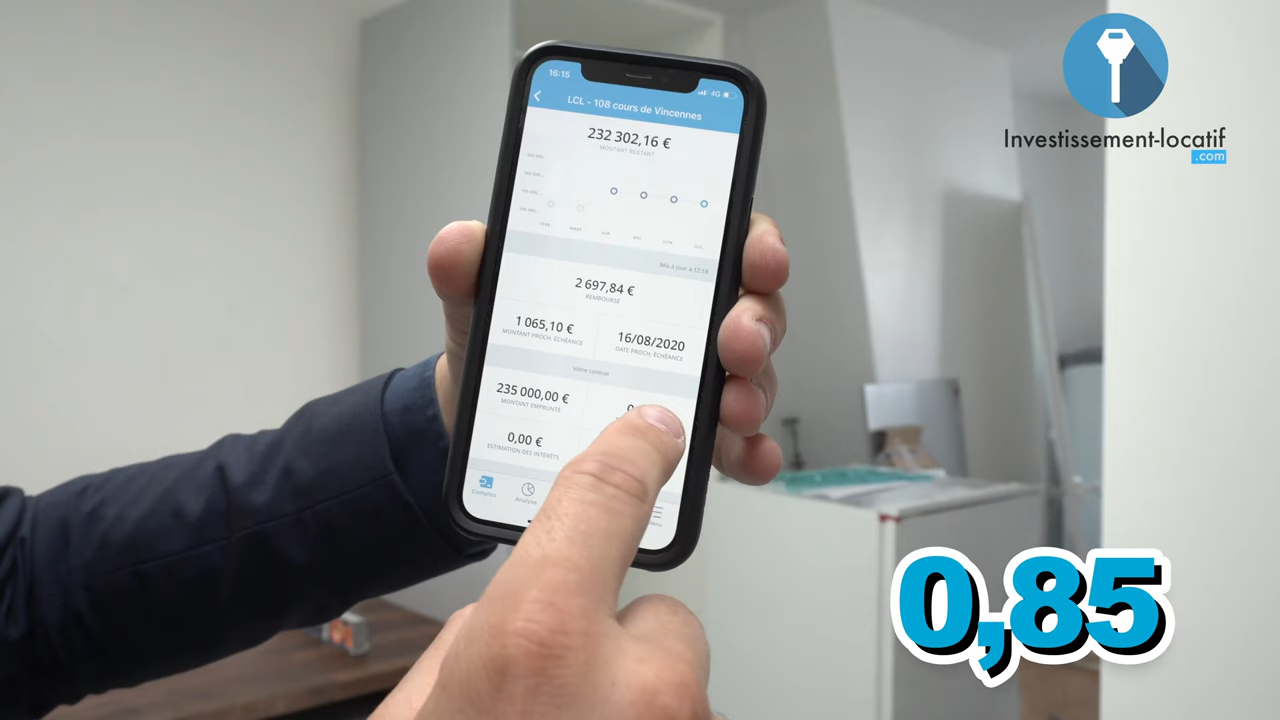 16:15
4G
LCL - 108 cours de Vincennes
232 302,16 €
MONTANT RESTANT
Mis à jour à 12:18
2 697,84 €
REMBOURSÉ
1 065,10 €
MONTANT PROCH. ÉCHÉANCE
16/08/2020
DATE PROCH. ÉCHÉANCE
Votre contrat
235 000,00 €
MONTANT EMPRUNTÉ
0,00 €
ESTIMATION DES INTÉRÊTS
Comptes
Analyse
Investissement-locatif
.com
0,85